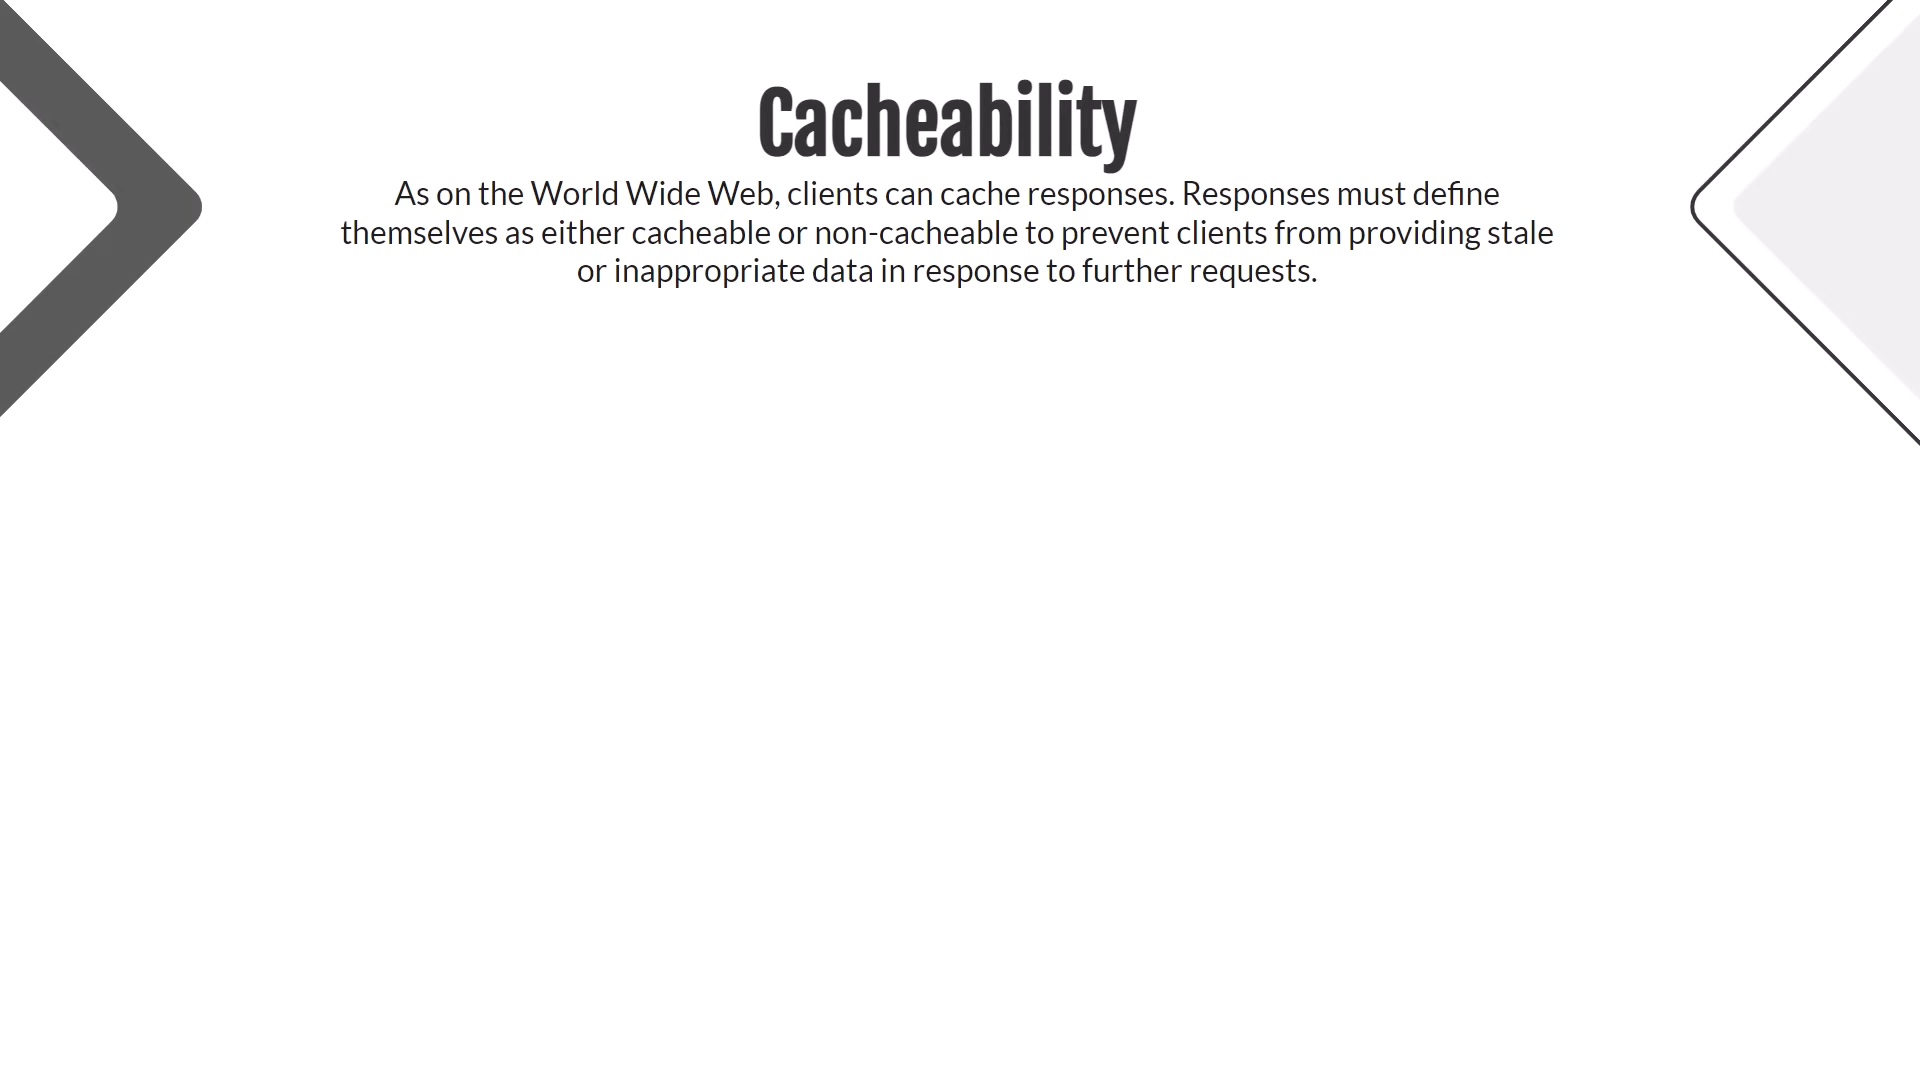 Cacheability
As on the World Wide Web, clients can cache responses. Responses must define
themselves as either cacheable or non-cacheable to prevent clients from providing stale
or inappropriate data in response to further requests.